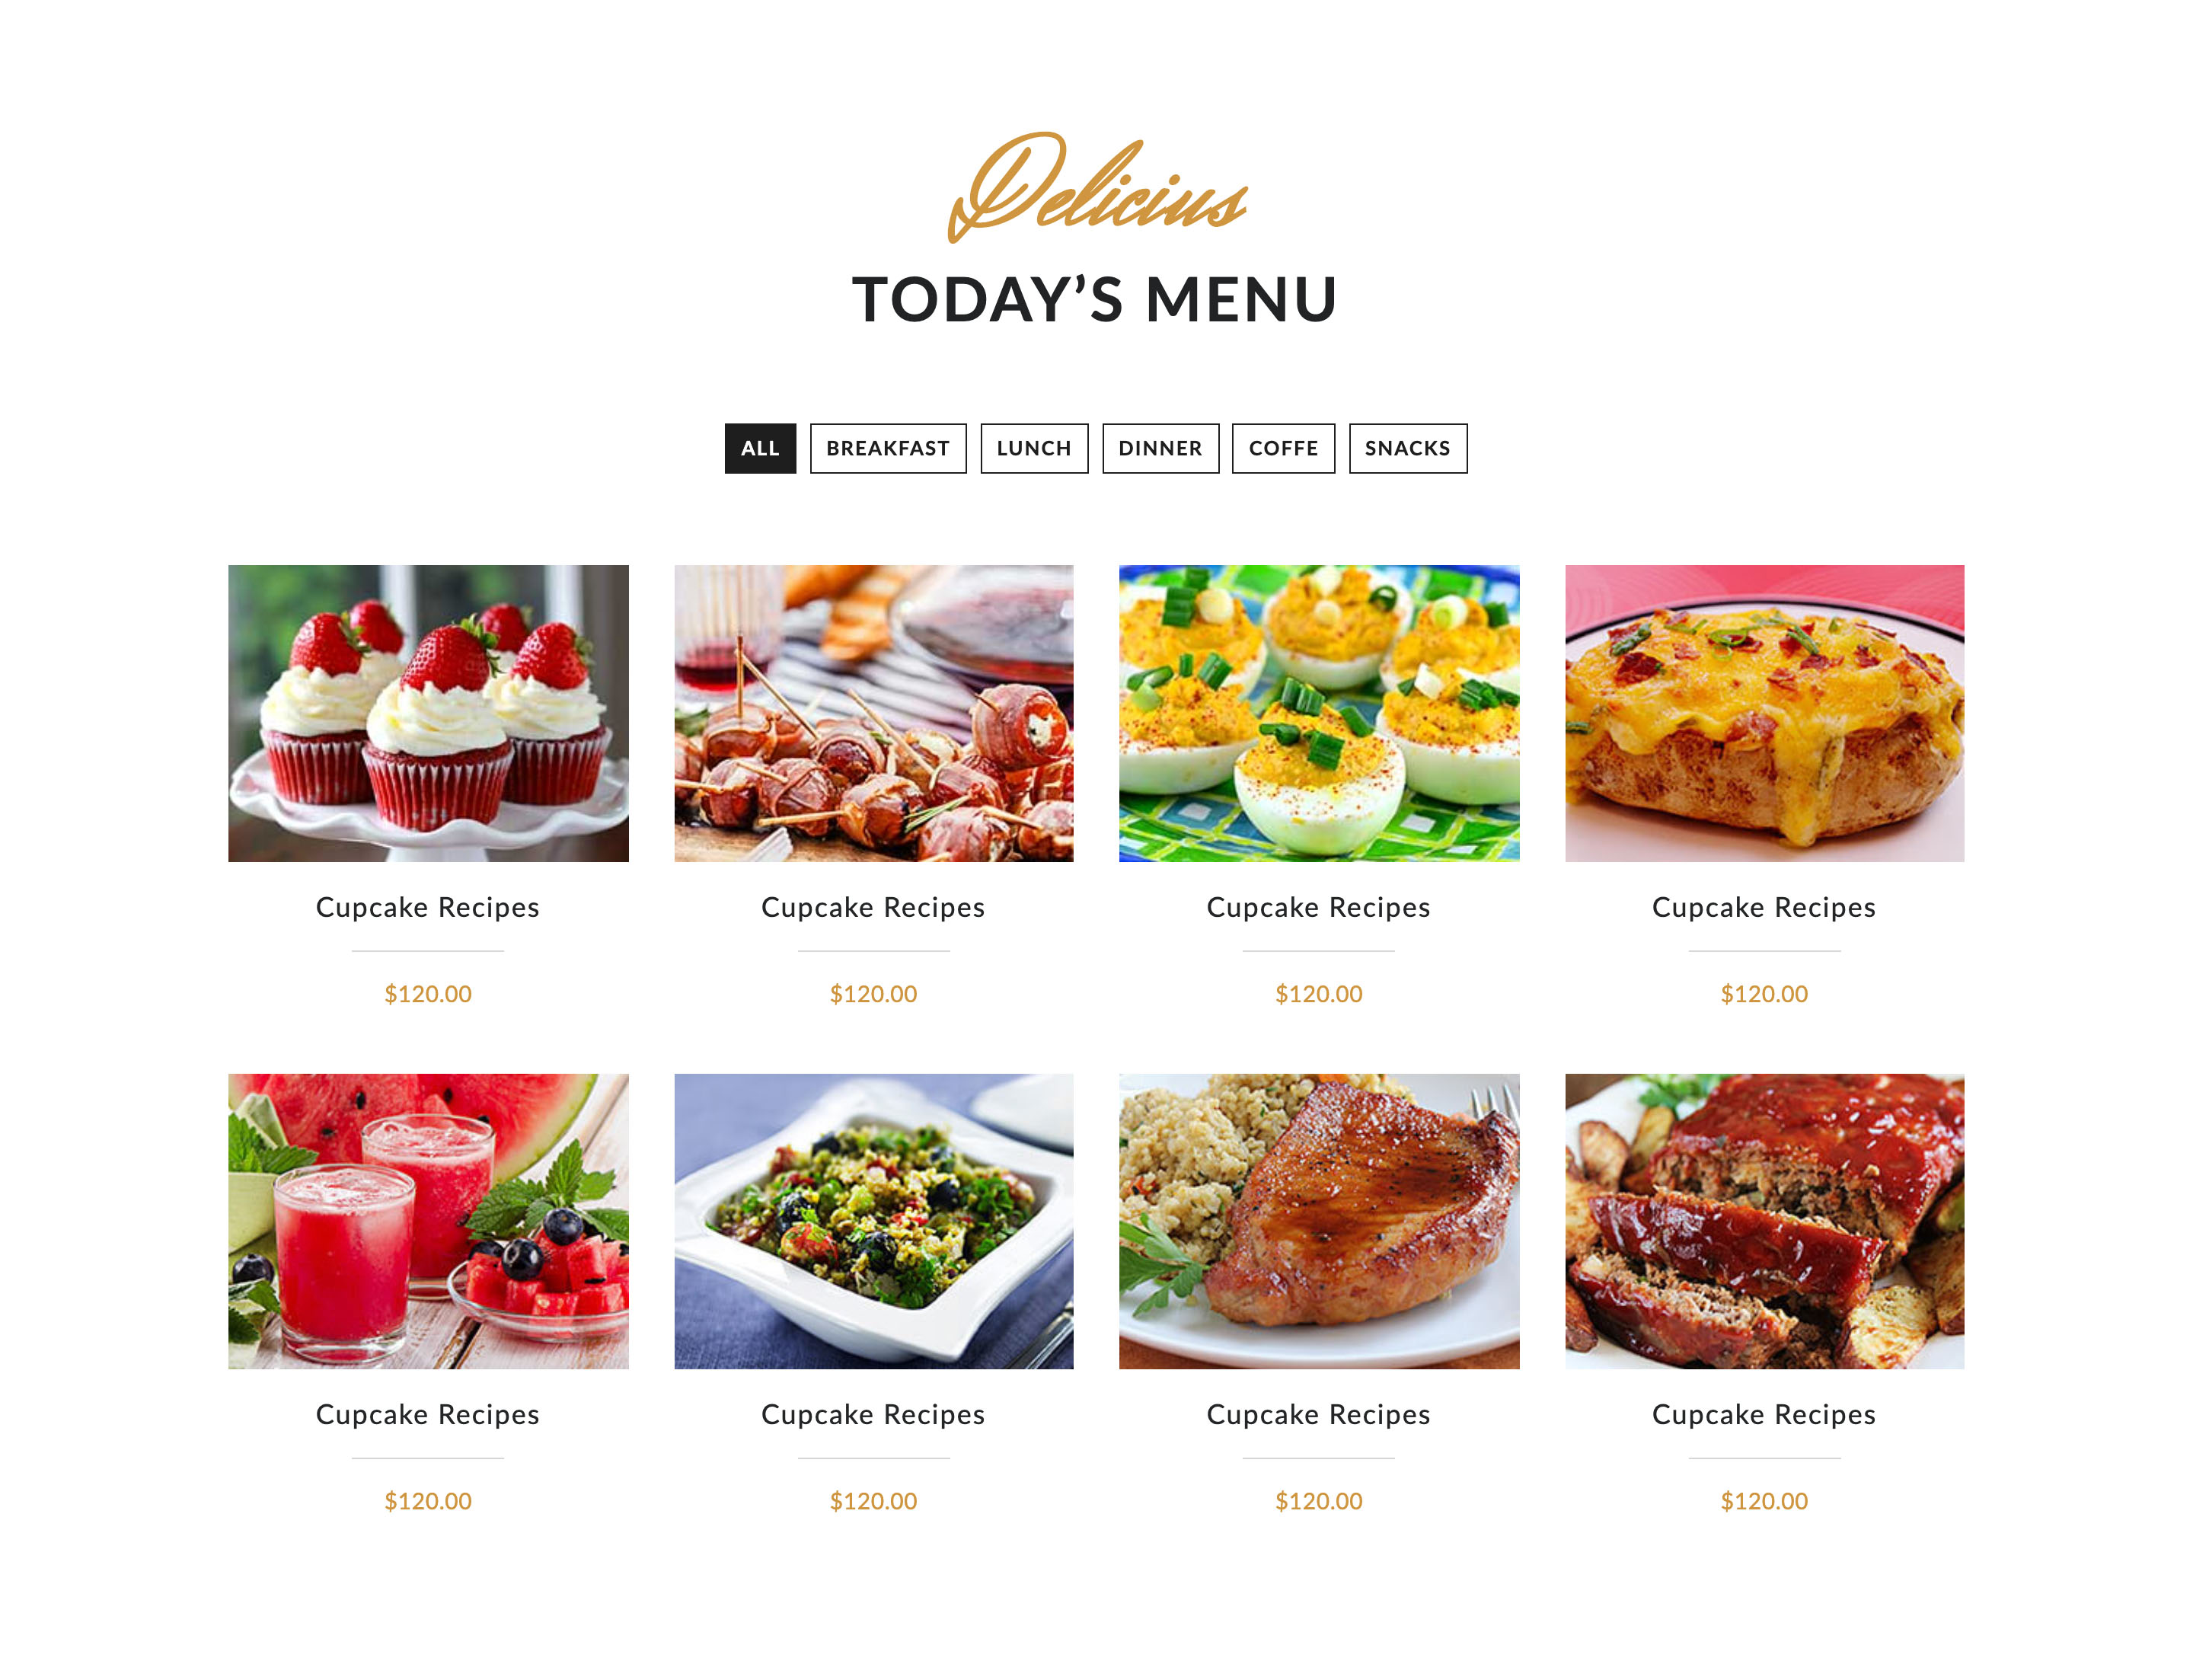 Delicius
TODAY’S MENU
ALL BREAKFAST LUNCH DINNER COFFE SNACKS
Cupcake Recipes Cupcake Recipes Cupcake Recipes Cupcake Recipes
$120.00 $120.00 $120.00 $120.00
Cupcake Recipes Cupcake Recipes Cupcake Recipes Cupcake Recipes
$120.00 $120.00 $120.00 $120.00